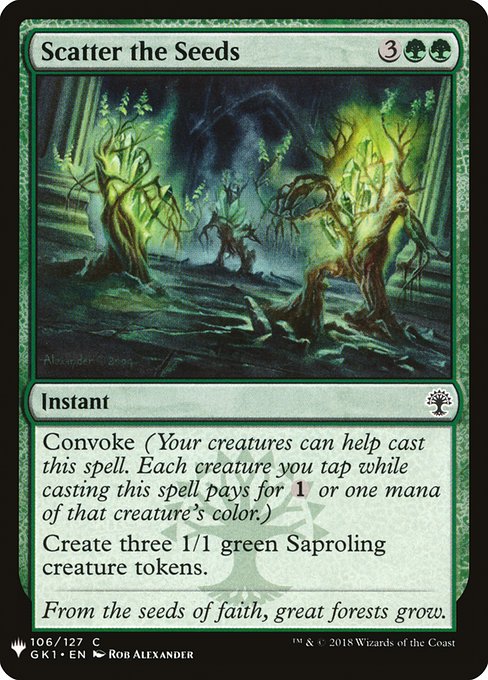 Scatter the Seeds 3
Alexander © 2004
Instant
Convoke (Your creatures can help cast
this spell. Each creature you tap while
casting this spell pays for 1 or one mana
of that creature's color.)
Create three 1/1 green Saproling
creature tokens.
From the seeds of faith, great forests grow.
106/127 C
GK1 • EN Rob Alexander
™ & © 2018 Wizards of the Coast